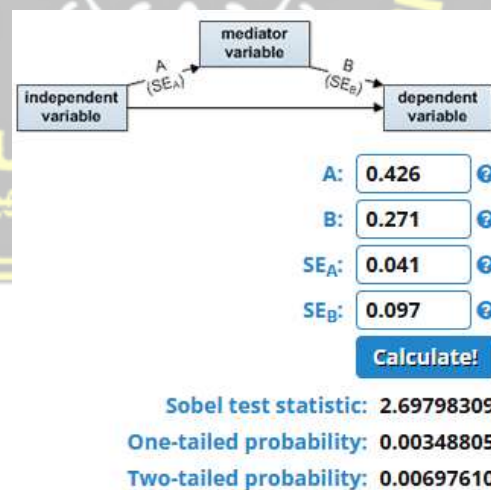 mediator
variable
A
(SEA)
B
(SEB)
independent
variable
dependent
variable
A: 0.426
B: 0.271
SEA: 0.041
SEB: 0.097
Calculate!
Sobel test statistic: 2.69798309
One-tailed probability: 0.00348805
Two-tailed probability: 0.00697610